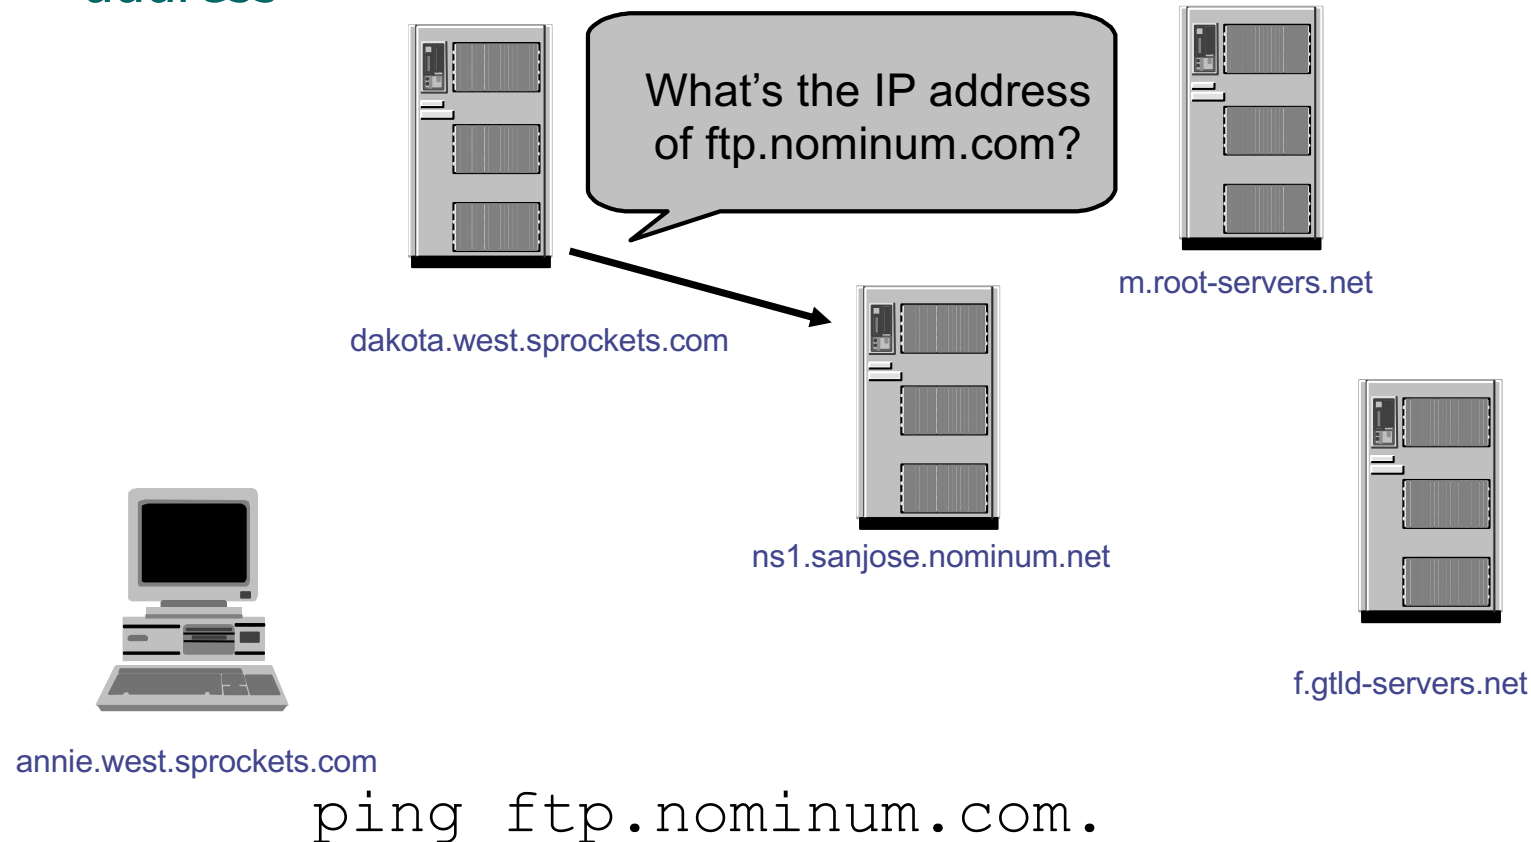 address
What's the IP address
of ftp.nominum.com?
m.root-servers.net
dakota.west.sprockets.com
ns1.sanjose.nominum.net
f.gtld-servers.net
annie.west.sprockets.com
ping ftp.nominum.com.